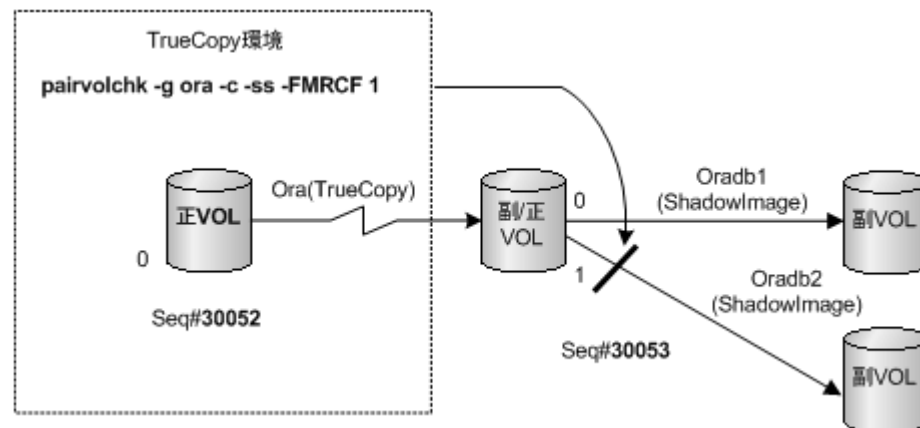 TrueCopy環境
pairvolchk -g ora -c -ss -FMRCF 1
正VOL
0
Seq#30052
Ora(TrueCopy)
副/正
VOL
0
1
Seq#30053
Oradb1
(ShadowImage)
副VOL
Oradb2
(ShadowImage)
副VOL